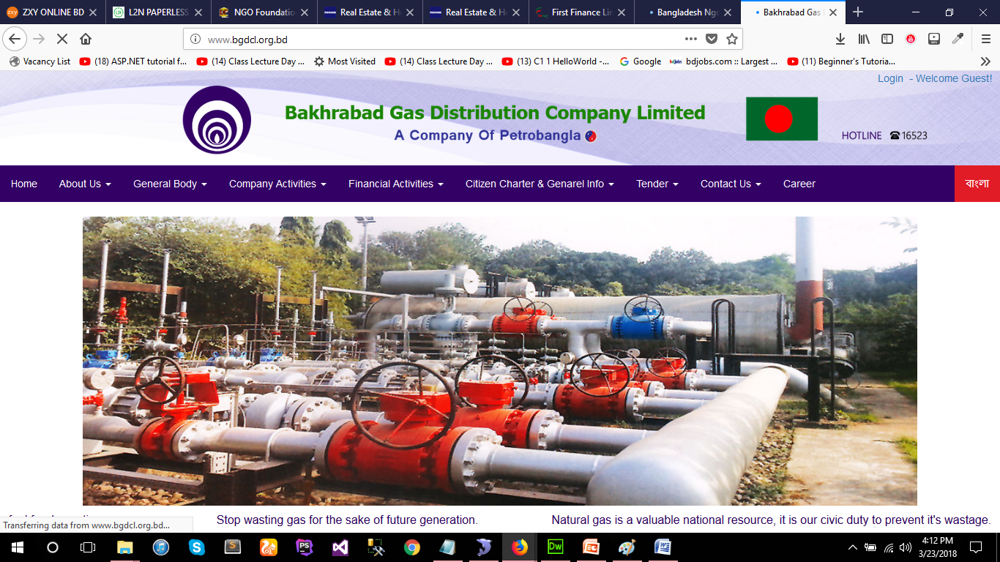 ZXY ONLINE BD
L2N PAPERLESS
NGO Foundatio
Real Estate & H
Real Estate & H
First Finance Li
Bangladesh Ng
Bakhrabad Gas
www.bgdcl.org.bd
Vacancy List
(18) ASP.NET tutorial f...
(14) Class Lecture Day ...
Most Visited
(14) Class Lecture Day ...
(13) C1 1 HelloWorld -...
Google
bdjobs.com :: Largest ...
(11) Beginner's Tutoria...
Login - Welcome Guest!
Bakhrabad Gas Distribution Company Limited
A Company Of Petrobangla
HOTLINE ☎16523
Home
About Us
General Body
Company Activities
Financial Activities
Citizen Charter & Genarel Info
Tender
Contact Us
Career
বাংলা
Stop wasting gas for the sake of future generation.
Natural gas is a valuable national resource, it is our civic duty to prevent it's wastage.
Transferring data from www.bgdcl.org.bd...
4:12 PM
3/23/2018